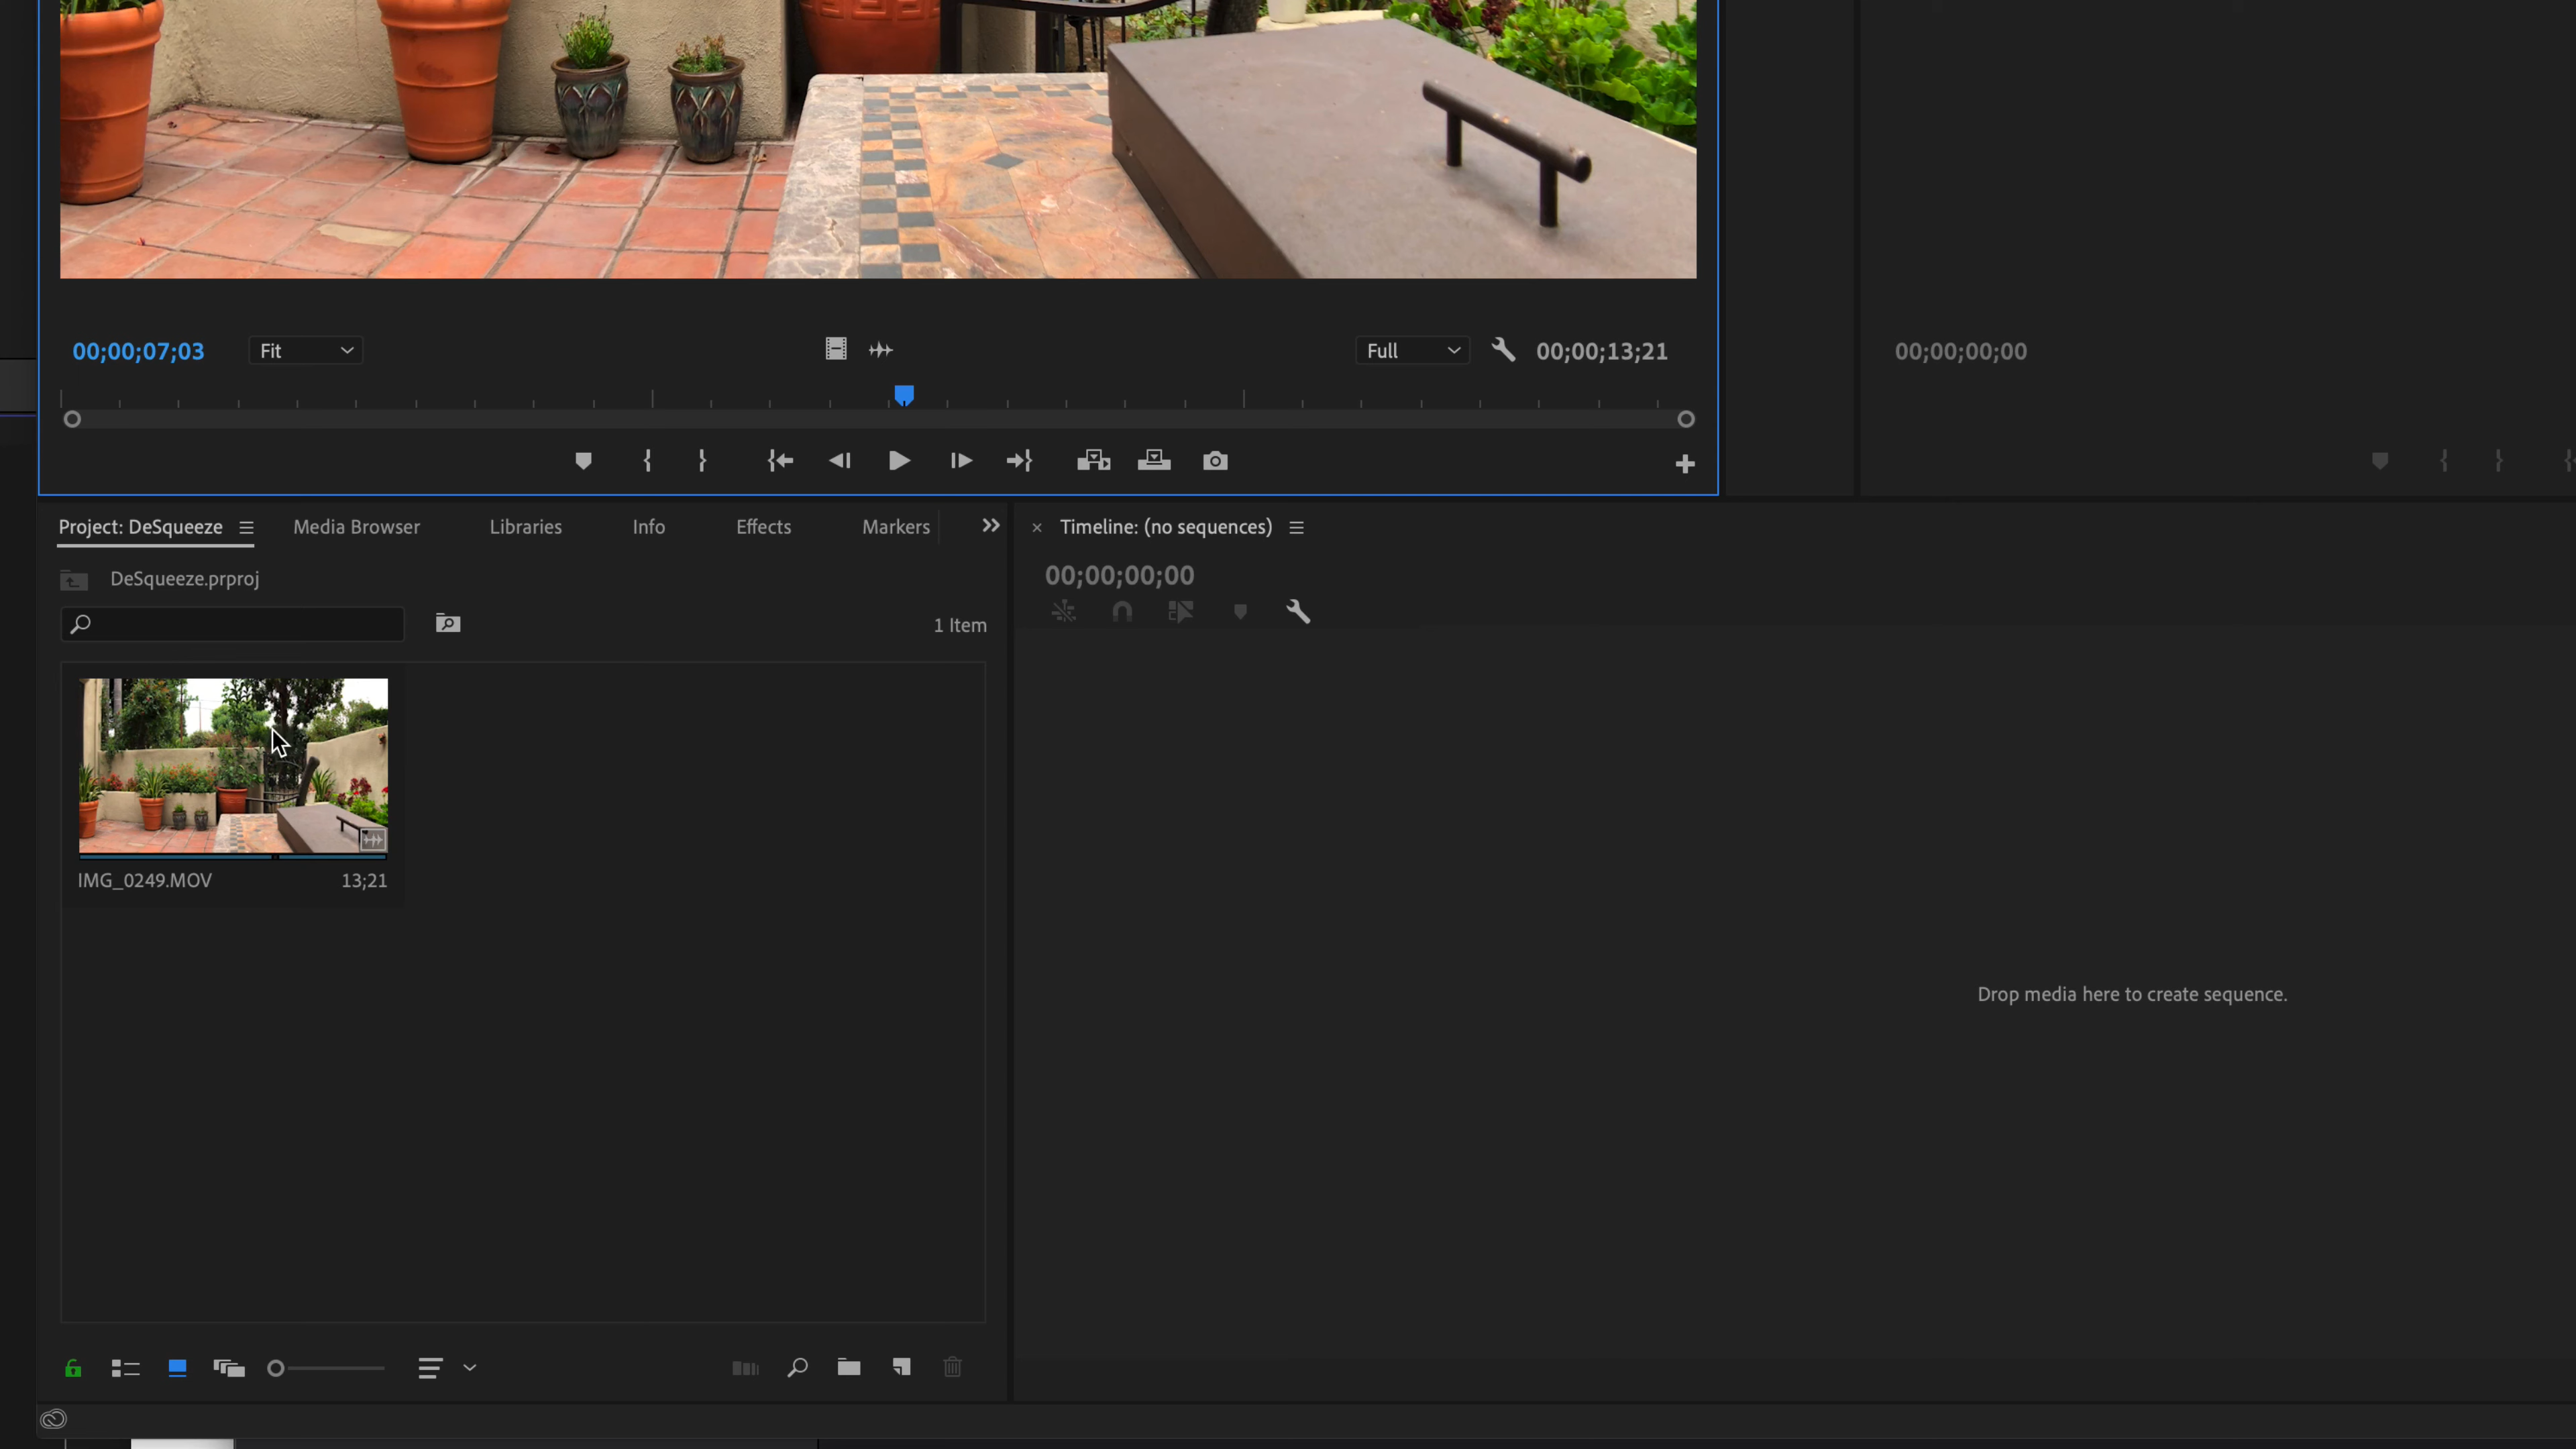 00;00;07;03
Fit
Full
00;00;13;21
00;00;00;00
Project: DeSqueeze
Media Browser
Libraries
Info
Effects
Markers
Timeline: (no sequences)
DeSqueeze.prproj
00;00;00;00
1 Item
IMG_0249.MOV
13;21
Drop media here to create sequence.